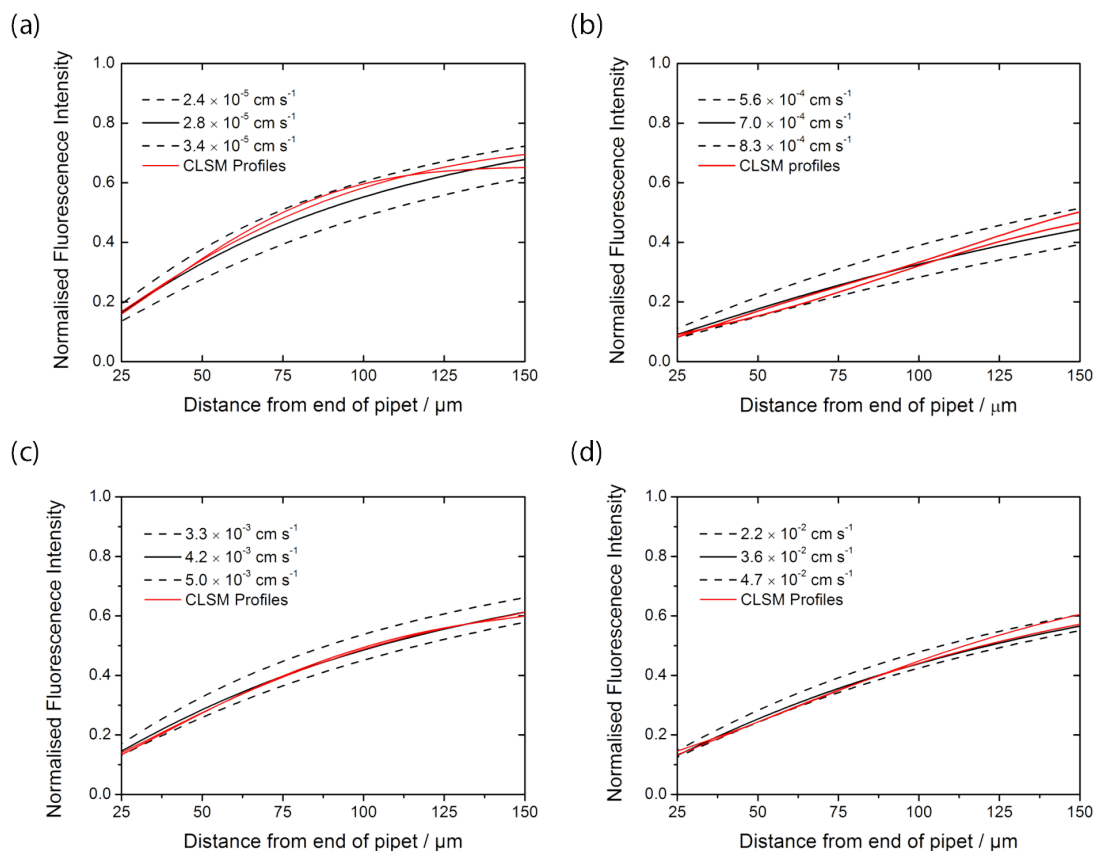 (a)
Normalised Fluorescenece Intensity
1.0
0.8
0.6
0.4
0.2
0.0
2.4 × 10⁻⁵ cm s⁻¹
2.8 × 10⁻⁵ cm s⁻¹
3.4 × 10⁻⁵ cm s⁻¹
CLSM Profiles
25 50 75 100 125 150
Distance from end of pipet / µm
(b)
Normalised Fluorescenece Intensity
1.0
0.8
0.6
0.4
0.2
0.0
5.6 × 10⁻⁴ cm s⁻¹
7.0 × 10⁻⁴ cm s⁻¹
8.3 × 10⁻⁴ cm s⁻¹
CLSM profiles
25 50 75 100 125 150
Distance from end of pipet / µm
(c)
Normalised Fluorescenece Intensity
1.0
0.8
0.6
0.4
0.2
0.0
3.3 × 10⁻³ cm s⁻¹
4.2 × 10⁻³ cm s⁻¹
5.0 × 10⁻³ cm s⁻¹
CLSM Profiles
25 50 75 100 125 150
Distance from end of pipet / µm
(d)
Normalised Fluorescenece Intensity
1.0
0.8
0.6
0.4
0.2
0.0
2.2 × 10⁻² cm s⁻¹
3.6 × 10⁻² cm s⁻¹
4.7 × 10⁻² cm s⁻¹
CLSM Profiles
25 50 75 100 125 150
Distance from end of pipet / µm